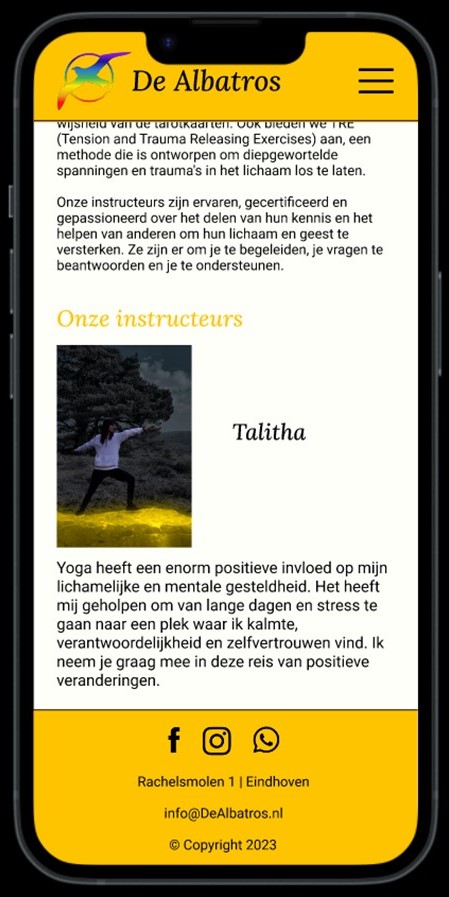 De Albatros
wijsheid van de tarotkaarten. Ook bieden we TRE
(Tension and Trauma Releasing Exercises) aan, een
methode die is ontworpen om diepgewortelde
spanningen en trauma's in het lichaam los te laten.
Onze instructeurs zijn ervaren, gecertificeerd en
gepassioneerd over het delen van hun kennis en het
helpen van anderen om hun lichaam en geest te
versterken. Ze zijn er om je te begeleiden, je vragen te
beantwoorden en je te ondersteunen.
Onze instructeurs
Talitha
Yoga heeft een enorm positieve invloed op mijn
lichamelijke en mentale gesteldheid. Het heeft
mij geholpen om van lange dagen en stress te
gaan naar een plek waar ik kalmte,
verantwoordelijkheid en zelfvertrouwen vind. Ik
neem je graag mee in deze reis van positieve
veranderingen.
Rachelsmolen 1 | Eindhoven
info@DeAlbatros.nl
© Copyright 2023